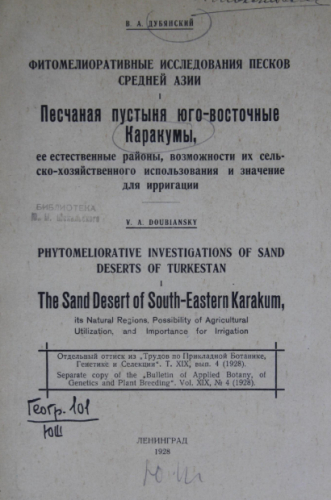 В. А. ДУБЯНСКИЙ
ФИТОМЕЛИОРАТИВНЫЕ ИССЛЕДОВАНИЯ ПЕСКОВ
СРЕДНЕЙ АЗИИ
I
Песчаная пустыня юго-восточные
Каракумы,
ее естественные районы, возможности их сель-
ско-хозяйственного использования и значение
для ирригации
БИБЛИОТЕКА
V. A. DOUBIANSKY
PHYTOMELIORATIVE INVESTIGATIONS OF SAND
DESERTS OF TURKESTAN
I
The Sand Desert of South-Eastern Karakum,
its Natural Regions, Possibility of Agricultural
Utilization, and Importance for Irrigation
Отдельный оттиск из „Трудов по Прикладной Ботанике,
Генетике и Селекции". Т. XIX, вып. 4 (1928).
Separate copy of the „Bulletin of Applied Botany, of
Genetics and Plant Breeding". Vol. XIX, № 4 (1928).
Геогр. 101
Ю
ЛЕНИНГРАД
1928